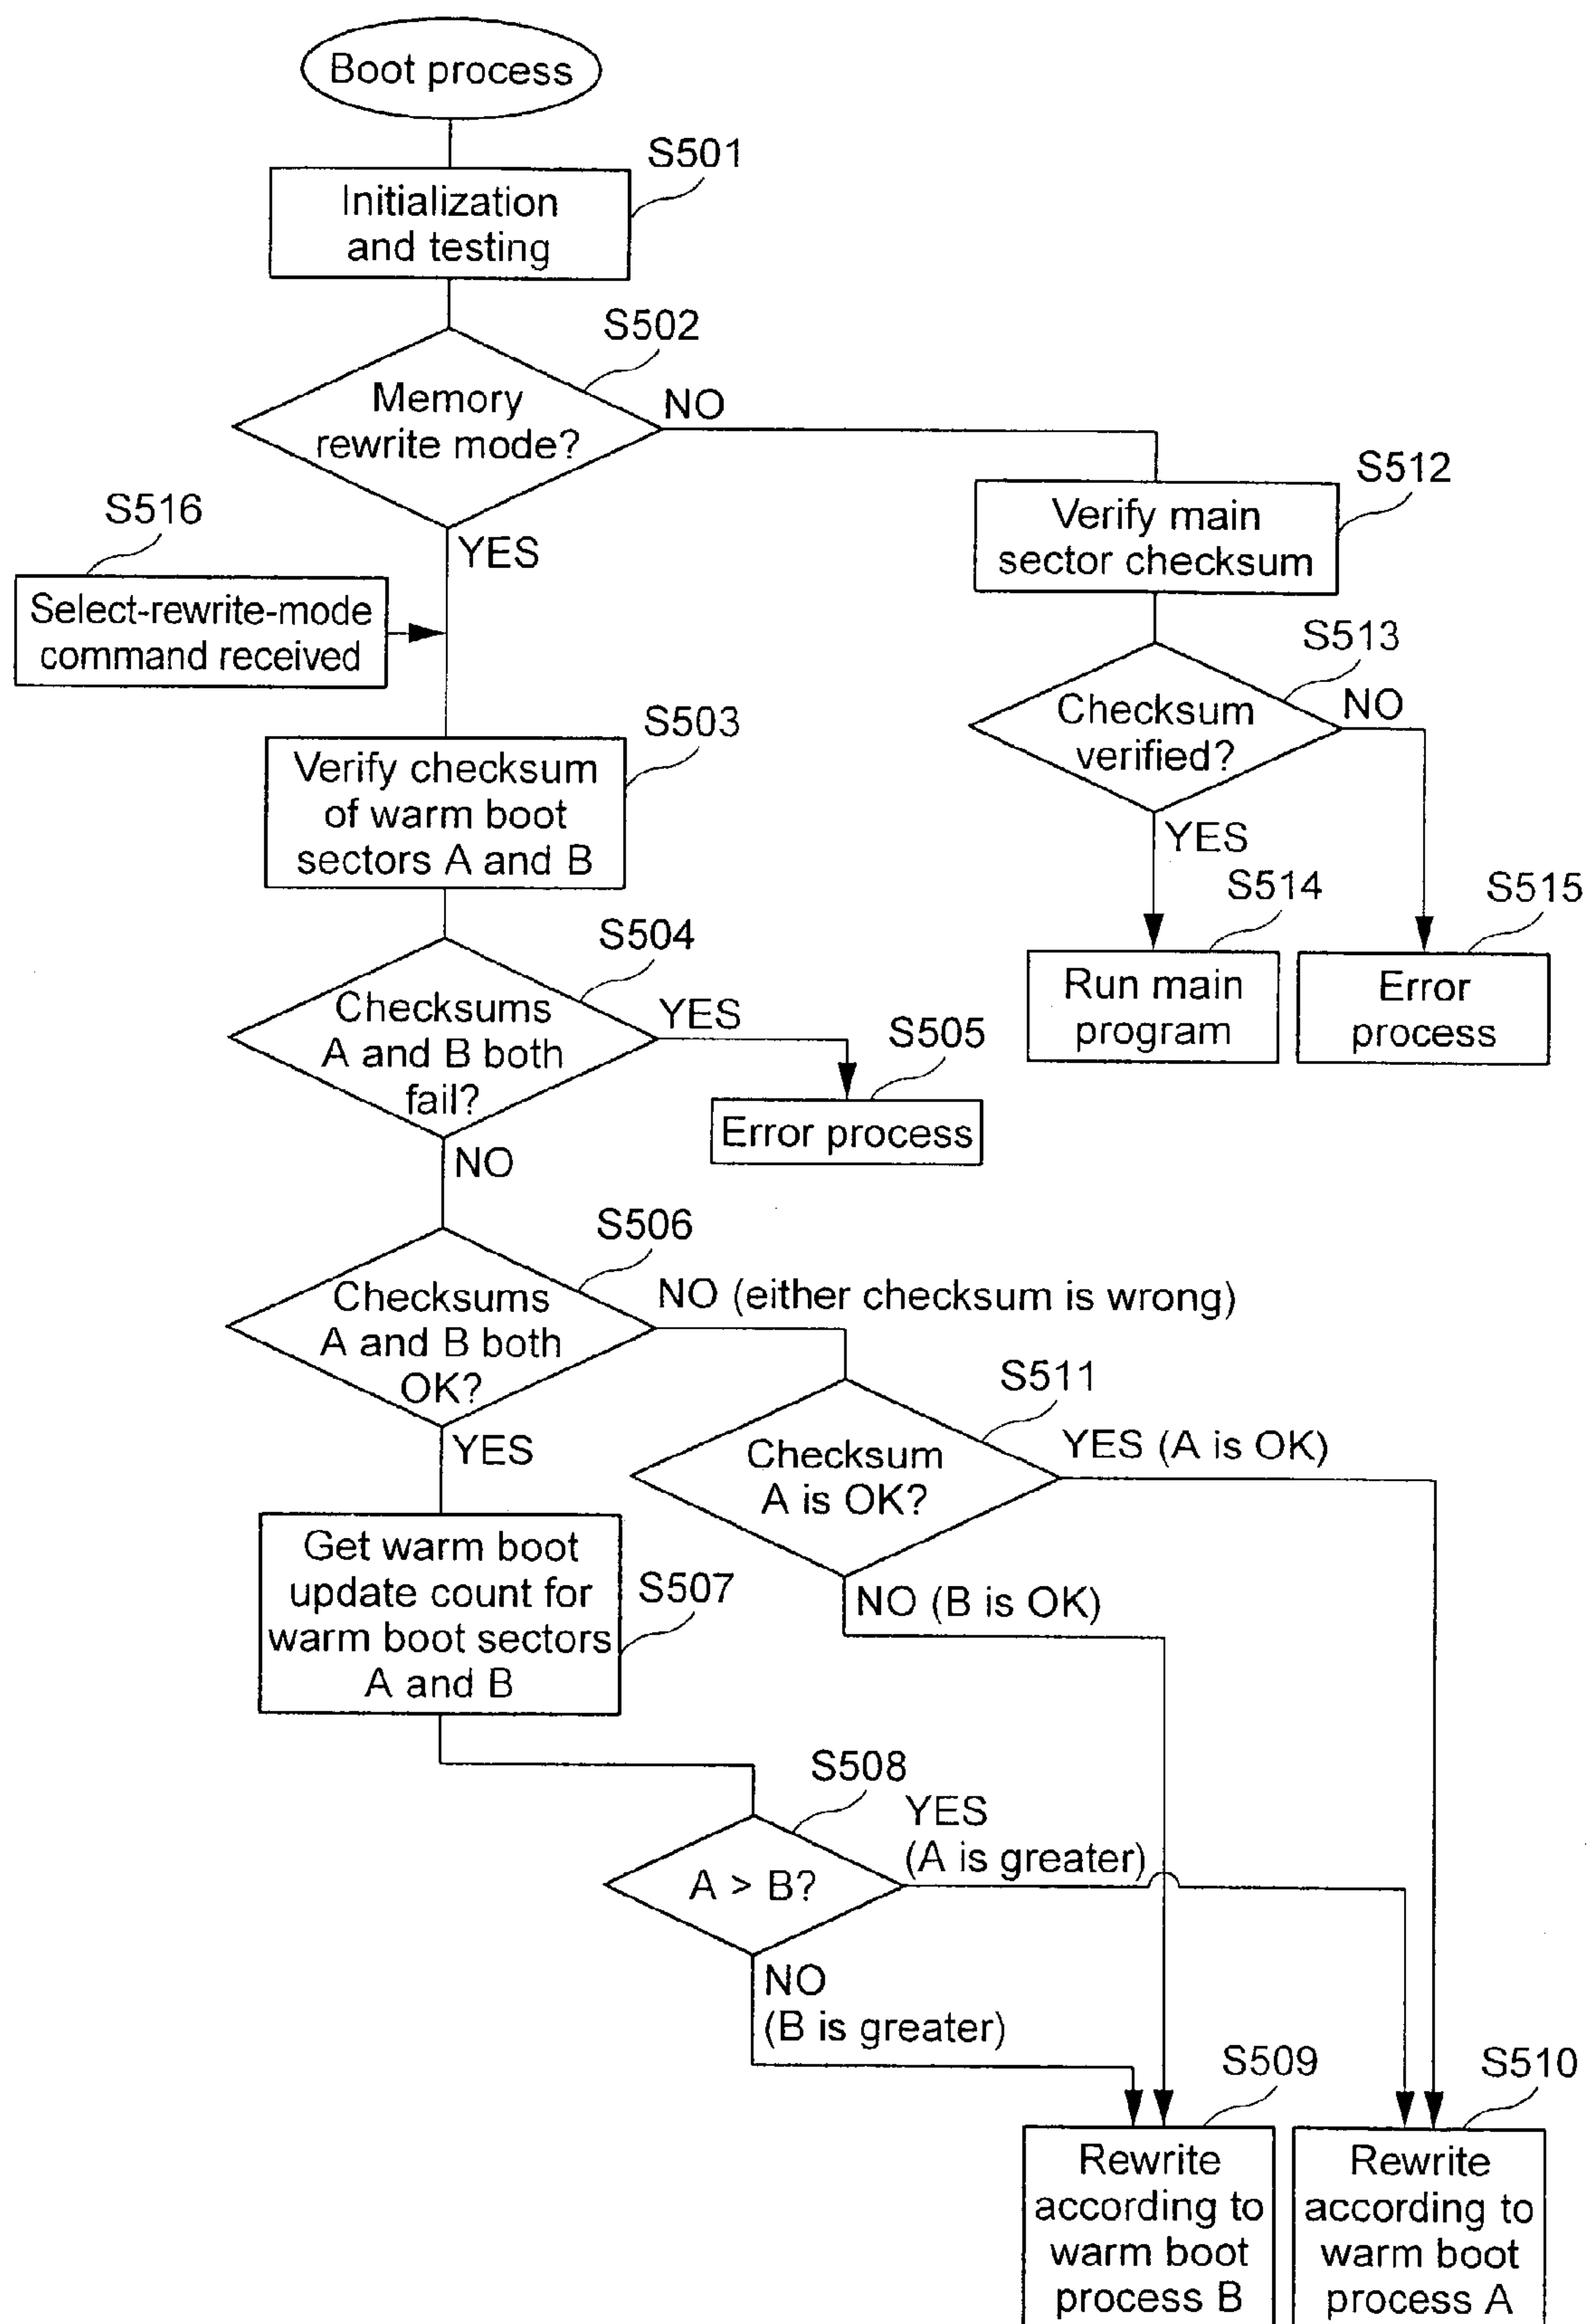 Boot process
S501
Initialization
and testing
S502
Memory
rewrite mode?
NO
YES
S516
Select-rewrite-mode
command received
S512
Verify main
sector checksum
S513
Checksum
verified?
NO
YES
S514
Run main
program
S515
Error
process
S503
Verify checksum
of warm boot
sectors A and B
S504
Checksums
A and B both
fail?
YES
S505
Error process
NO
S506
Checksums
A and B both
OK?
NO (either checksum is wrong)
YES
S511
Checksum
A is OK?
YES (A is OK)
NO (B is OK)
Get warm boot
update count for
warm boot sectors
A and B
S507
S508
A > B?
YES
(A is greater)
NO
(B is greater)
S509
Rewrite
according to
warm boot
process B
S510
Rewrite
according to
warm boot
process A